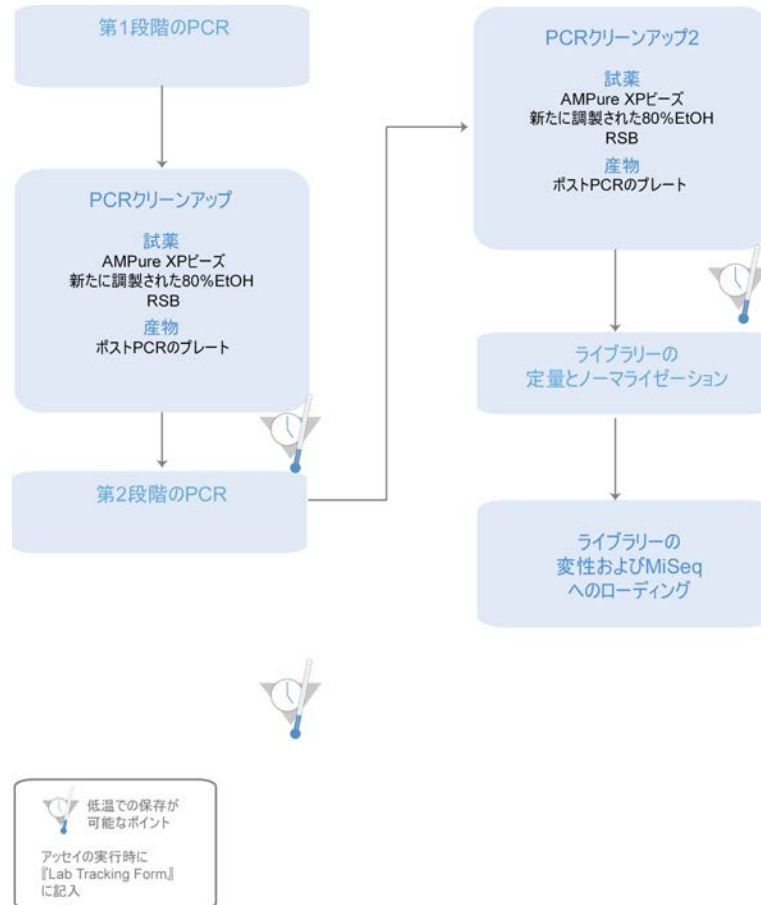 第1段階のPCR
PCRクリーンアップ
試薬
AMPure XPビーズ
新たに調製された80%EtOH
RSB
産物
ポストPCRのプレート
第2段階のPCR
PCRクリーンアップ2
試薬
AMPure XPビーズ
新たに調製された80%EtOH
RSB
産物
ポストPCRのプレート
ライブラリーの
定量とノーマライゼーション
ライブラリーの
変性およびMiSeq
へのローディング
低温での保存が
可能なポイント
アッセイの実行時に
『Lab Tracking Form』
に記入